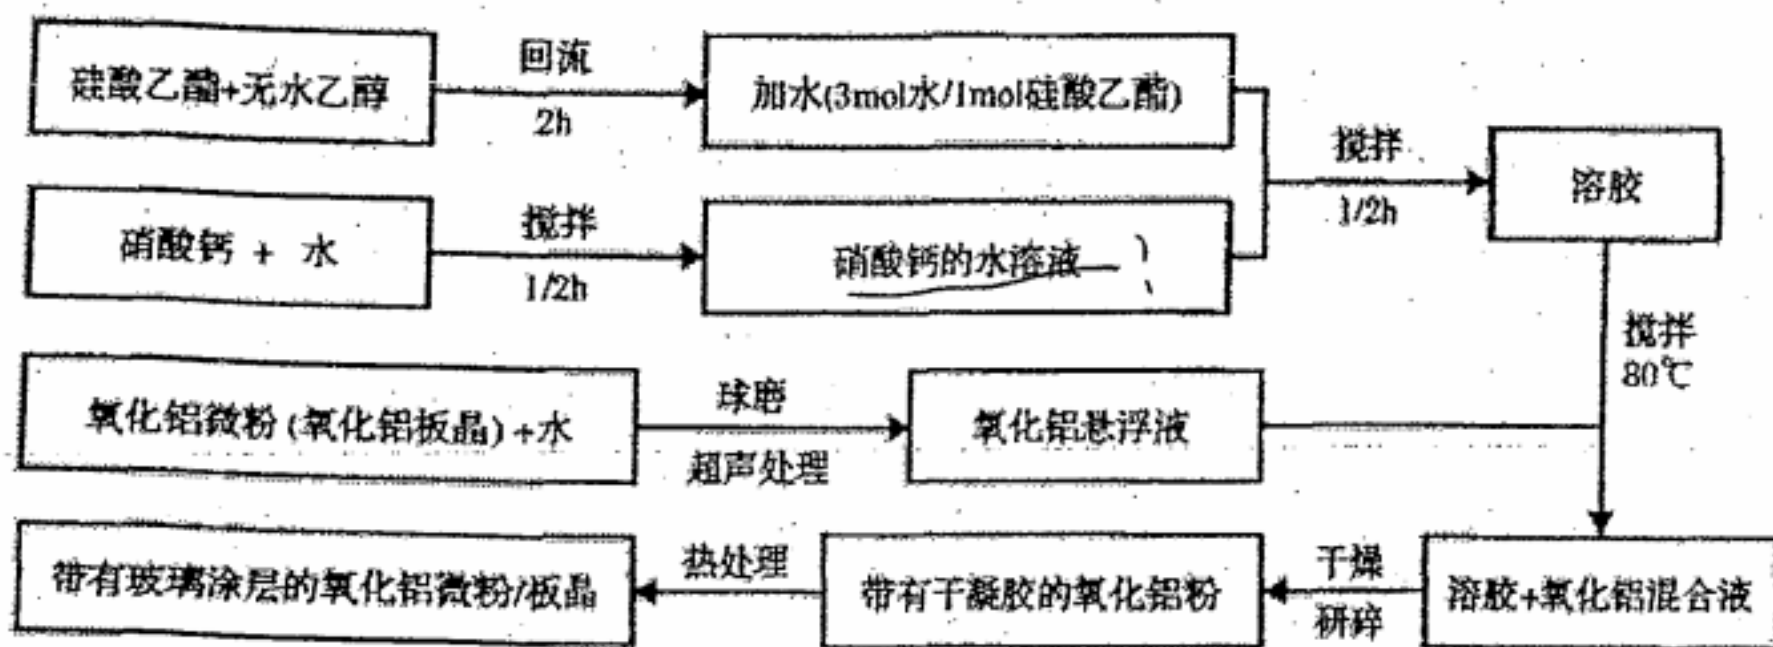 硅酸乙酯+无水乙醇
回流
2h
加水(3mol水/1mol硅酸乙酯)
硝酸钙 + 水
搅拌
1/2h
硝酸钙的水溶液
搅拌
1/2h
溶胶
搅拌
80℃
氧化铝微粉(氧化铝板晶)+水
球磨
超声处理
氧化铝悬浮液
溶胶+氧化铝混合液
干燥
研碎
带有干凝胶的氧化铝粉
热处理
带有玻璃涂层的氧化铝微粉/板晶